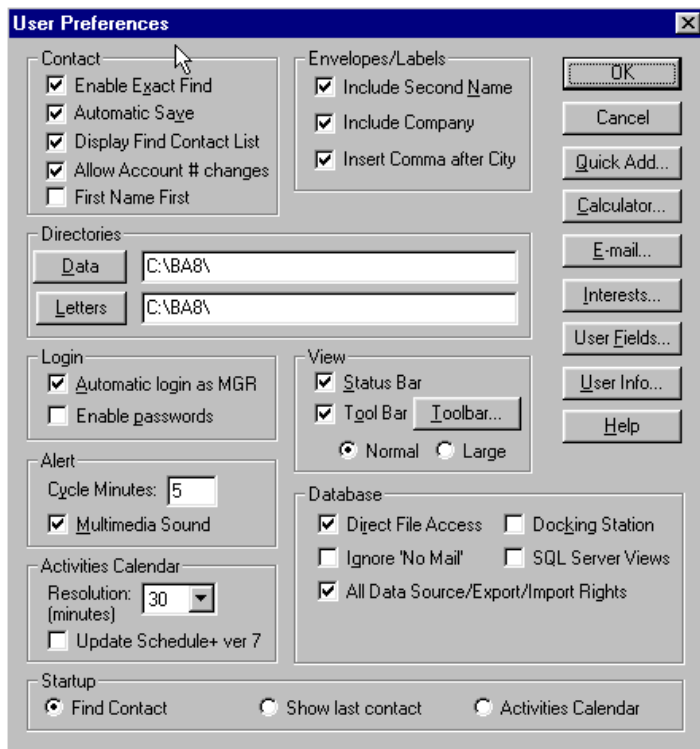 User Preferences
Contact
Enable Exact Find
Automatic Save
Display Find Contact List
Allow Account # changes
First Name First
Envelopes/Labels
Include Second Name
Include Company
Insert Comma after City
OK
Cancel
Quick Add...
Calculator...
E-mail...
Interests...
User Fields...
User Info...
Help
Directories
Data C:\BA8\
Letters C:\BA8\
Login
Automatic login as MGR
Enable passwords
View
Status Bar
Tool Bar Toolbar...
Normal Large
Alert
Cycle Minutes: 5
Multimedia Sound
Database
Direct File Access Docking Station
Ignore 'No Mail' SQL Server Views
All Data Source/Export/Import Rights
Activities Calendar
Resolution: 30
(minutes)
Update Schedule+ ver 7
Startup
Find Contact Show last contact Activities Calendar